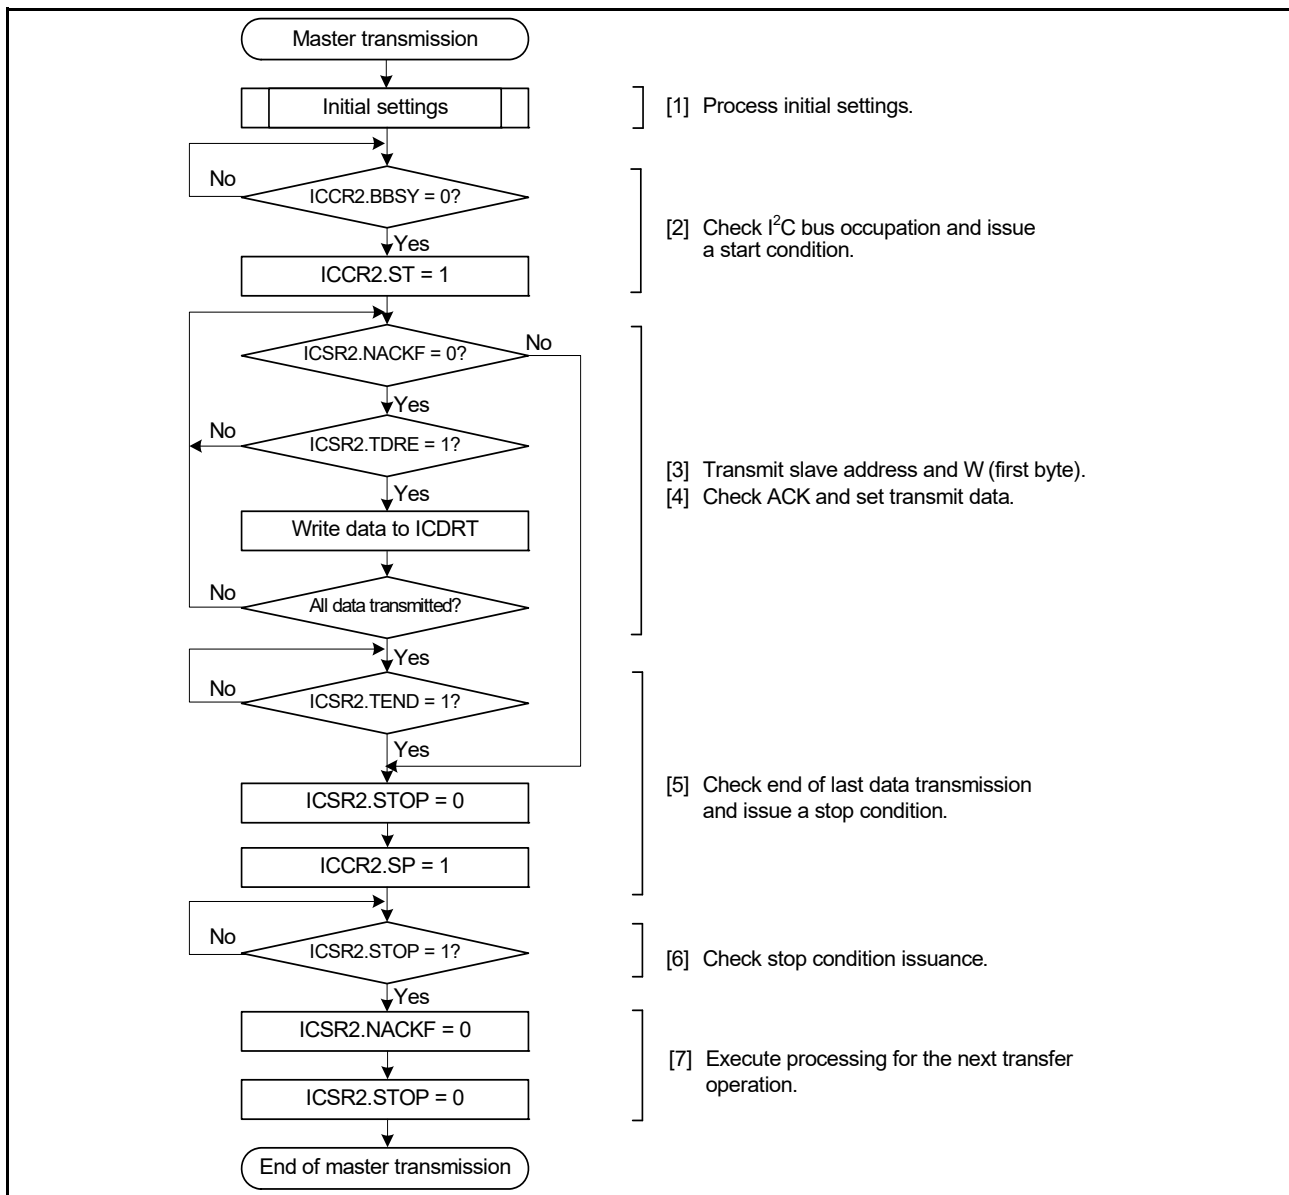 Master transmission
Initial settings
[1] Process initial settings.
No
ICCR2.BBSY = 0?
Yes
[2] Check I²C bus occupation and issue
a start condition.
ICCR2.ST = 1
ICSR2.NACKF = 0?
No
Yes
No
ICSR2.TDRE = 1?
Yes
[3] Transmit slave address and W (first byte).
[4] Check ACK and set transmit data.
Write data to ICDRT
No
All data transmitted?
Yes
No
ICSR2.TEND = 1?
Yes
ICSR2.STOP = 0
[5] Check end of last data transmission
and issue a stop condition.
ICCR2.SP = 1
No
ICSR2.STOP = 1?
[6] Check stop condition issuance.
Yes
ICSR2.NACKF = 0
[7] Execute processing for the next transfer
operation.
ICSR2.STOP = 0
End of master transmission